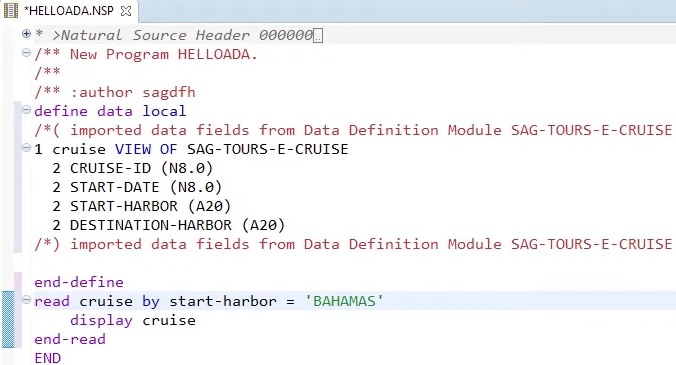 *HELLOADA.NSP
* >Natural Source Header 000000..
/** New Program HELLOADA.
/**
/** :author sagdfh
define data local
/*( imported data fields from Data Definition Module SAG-TOURS-E-CRUISE
1 cruise VIEW OF SAG-TOURS-E-CRUISE
2 CRUISE-ID (N8.0)
2 START-DATE (N8.0)
2 START-HARBOR (A20)
2 DESTINATION-HARBOR (A20)
/*) imported data fields from Data Definition Module SAG-TOURS-E-CRUISE
end-define
read cruise by start-harbor = 'BAHAMAS'
display cruise
end-read
END